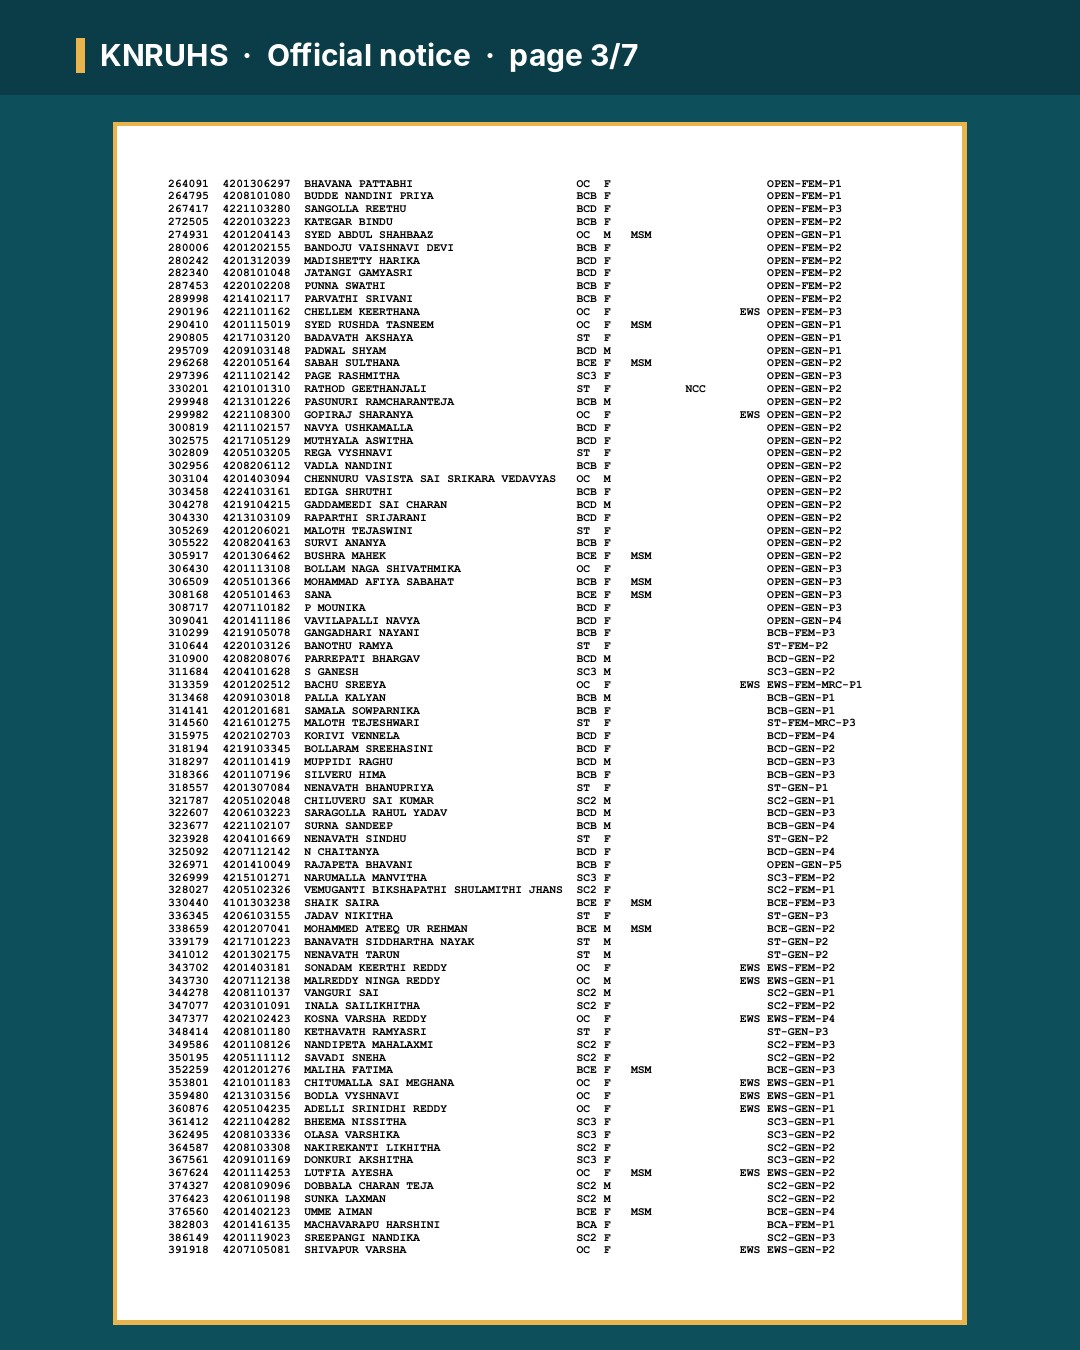 KNRUHS · Official notice · page 3/7
264091 4201306297 BHAVANA PATTABHI OC F OPEN-FEM-P1
264795 4208101080 BUDDE NANDINI PRIYA BCB F OPEN-FEM-P1
267417 4221103280 SANGOLLA REETHU BCD F OPEN-FEM-P3
272505 4220103223 KATEGAR BINDU BCB F OPEN-FEM-P2
274931 4201204143 SYED ABDUL SHAHBAAZ OC M MSM OPEN-GEN-P1
280006 4201202155 BANDOJU VAISHNAVI DEVI BCB F OPEN-FEM-P2
280242 4201312039 MADISHETTY HARIKA BCD F OPEN-FEM-P2
282340 4208101048 JATANGI GAMYASRI BCD F OPEN-FEM-P2
287453 4220102208 PUNNA SWATHI BCB F OPEN-FEM-P2
289998 4214102117 PARVATHI SRIVANI BCB F OPEN-FEM-P2
290196 4221101162 CHELLEM KEERTHANA OC F EWS OPEN-FEM-P3
290410 4201115019 SYED RUSHDA TASNEEM OC F MSM OPEN-GEN-P1
290805 4217103120 BADAVATH AKSHAYA ST F OPEN-GEN-P1
295709 4209103148 PADWAL SHYAM BCD M OPEN-GEN-P1
296268 4220105164 SABAH SULTHANA BCE F MSM OPEN-GEN-P2
297396 4211102142 PAGE RASHMITHA SC3 F OPEN-GEN-P3
330201 4210101310 RATHOD GEETHANJALI ST F NCC OPEN-GEN-P2
299948 4213101226 PASUNURI RAMCHARANTEJA BCB M OPEN-GEN-P2
299982 4221108300 GOPIRAJ SHARANYA OC F EWS OPEN-GEN-P2
300819 4211102157 NAVYA USHKAMALLA BCD F OPEN-GEN-P2
302575 4217105129 MUTHYALA ASWITHA BCD F OPEN-GEN-P2
302809 4205103205 REGA VYSHNAVI ST F OPEN-GEN-P2
302956 4208206112 VADLA NANDINI BCB F OPEN-GEN-P2
303104 4201403094 CHENNURU VASISTA SAI SRIKARA VEDAVYAS OC M OPEN-GEN-P2
303458 4224103161 EDIGA SHRUTHI BCB F OPEN-GEN-P2
304278 4219104215 GADDAMEEDI SAI CHARAN BCD M OPEN-GEN-P2
304330 4213103109 RAPARTHI SRIJARANI BCD F OPEN-GEN-P2
305269 4201206021 MALOTH TEJASWINI ST F OPEN-GEN-P2
305522 4208204163 SURVI ANANYA BCB F OPEN-GEN-P2
305917 4201306462 BUSHRA MAHEK BCE F MSM OPEN-GEN-P2
306430 4201113108 BOLLAM NAGA SHIVATHMIKA OC F OPEN-GEN-P3
306509 4205101366 MOHAMMAD AFIYA SABAHAT BCB F MSM OPEN-GEN-P3
308168 4205101463 SANA BCE F MSM OPEN-GEN-P3
308717 4207110182 P MOUNIKA BCD F OPEN-GEN-P3
309041 4201411186 VAVILAPALLI NAVYA BCD F OPEN-GEN-P4
310299 4219105078 GANGADHARI NAYANI BCB F BCB-FEM-P3
310644 4220103126 BANOTHU RAMYA ST F ST-FEM-P2
310900 4208208076 PARREPATI BHARGAV BCD M BCD-GEN-P2
311684 4204101628 S GANESH SC3 M SC3-GEN-P2
313359 4201202512 BACHU SREEYA OC F EWS EWS-FEM-MRC-P1
313468 4209103018 PALLA KALYAN BCB M BCB-GEN-P1
314141 4201201681 SAMALA SOWPARNIKA BCB F BCB-GEN-P1
314560 4216101275 MALOTH TEJESHWARI ST F ST-FEM-MRC-P3
315975 4202102703 KORIVI VENNELA BCD F BCD-FEM-P4
318194 4219103345 BOLLARAM SREEHASINI BCD F BCD-GEN-P2
318297 4201101419 MUPPIDI RAGHU BCD M BCD-GEN-P3
318366 4201107196 SILVERU HIMA BCB F BCB-GEN-P3
318557 4201307084 NENAVATH BHANUPRIYA ST F ST-GEN-P1
321787 4205102048 CHILUVERU SAI KUMAR SC2 M SC2-GEN-P1
322607 4206103223 SARAGOLLA RAHUL YADAV BCD M BCD-GEN-P3
323677 4221102107 SURNA SANDEEP BCB M BCB-GEN-P4
323928 4204101669 NENAVATH SINDHU ST F ST-GEN-P2
325092 4207112142 N CHAITANYA BCD F BCD-GEN-P4
326971 4201410049 RAJAPETA BHAVANI BCB F OPEN-GEN-P5
326999 4215101271 NARUMALLA MANVITHA SC3 F SC3-FEM-P2
328027 4205102326 VEMUGANTI BIKSHAPATHI SHULAMITHI JHANS SC2 F SC2-FEM-P1
330440 4101303238 SHAIK SAIRA BCE F MSM BCE-FEM-P3
336345 4206103155 JADAV NIKITHA ST F ST-GEN-P3
338659 4201207041 MOHAMMED ATEEQ UR REHMAN BCE M MSM BCE-GEN-P2
339179 4217101223 BANAVATH SIDDHARTHA NAYAK ST M ST-GEN-P2
341012 4201302175 NENAVATH TARUN ST M ST-GEN-P2
343702 4201403181 SONADAM KEERTHI REDDY OC F EWS EWS-FEM-P2
343730 4207112138 MALREDDY NINGA REDDY OC M EWS EWS-GEN-P1
344278 4208110137 VANGURI SAI SC2 M SC2-GEN-P1
347077 4203101091 INALA SAILIKHITHA SC2 F SC2-FEM-P2
347377 4202102423 KOSNA VARSHA REDDY OC F EWS EWS-FEM-P4
348414 4208101180 KETHAVATH RAMYASRI ST F ST-GEN-P3
349586 4201108126 NANDIPETA MAHALAXMI SC2 F SC2-FEM-P3
350195 4205111112 SAVADI SNEHA SC2 F SC2-GEN-P2
352259 4201201276 MALIHA FATIMA BCE F MSM BCE-GEN-P3
353801 4210101183 CHITUMALLA SAI MEGHANA OC F EWS EWS-GEN-P1
359480 4213103156 BODLA VYSHNAVI OC F EWS EWS-GEN-P1
360876 4205104235 ADELLI SRINIDHI REDDY OC F EWS EWS-GEN-P1
361412 4221104282 BHEEMA NISSITHA SC3 F SC3-GEN-P1
362495 4208103336 OLASA VARSHIKA SC3 F SC3-GEN-P2
364587 4208103308 NAKIREKANTI LIKHITHA SC2 F SC2-GEN-P2
367561 4209101169 DONKURI AKSHITHA SC3 F SC3-GEN-P2
367624 4201114253 LUTFIA AYESHA OC F MSM EWS EWS-GEN-P2
374327 4208109096 DOBBALA CHARAN TEJA SC2 M SC2-GEN-P2
376423 4206101198 SUNKA LAXMAN SC2 M SC2-GEN-P2
376560 4201402123 UMME AIMAN BCE F MSM BCE-GEN-P4
382803 4201416135 MACHAVARAPU HARSHINI BCA F BCA-FEM-P1
386149 4201119023 SREEPANGI NANDIKA SC2 F SC2-GEN-P3
391918 4207105081 SHIVAPUR VARSHA OC F EWS EWS-GEN-P2